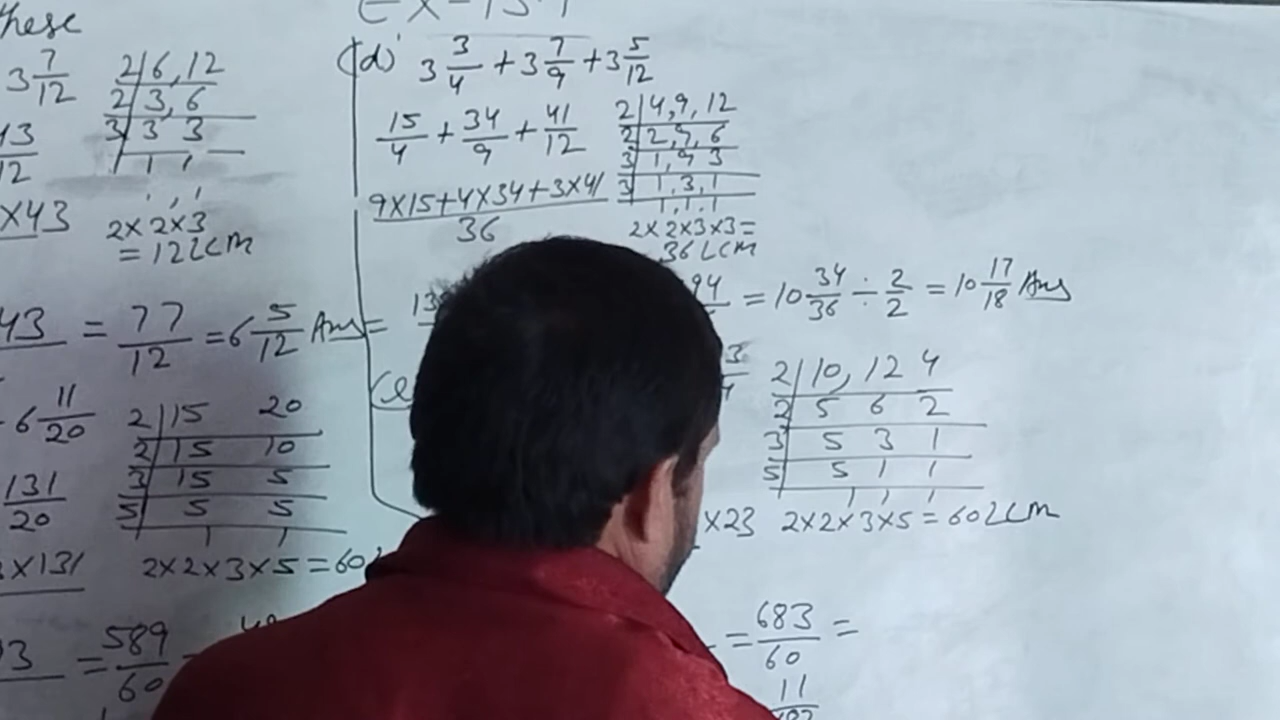 these
3 7/12
2|6, 12
2|3, 6
3|3 3
1, 1
43/12
×43
2×2×3
= 12 LCM
43 = 77/12 = 6 5/12 Ans
6 11/20
2|15 20
2|15 10
3|15 5
5|5 5
1 1
131/20
×131
2×2×3×5 = 60
= 589/60
Ex-15.1
(d) 3 3/4 + 3 7/9 + 3 5/12
15/4 + 34/9 + 41/12
2|4, 9, 12
2|2, 9, 6
3|1, 9 3
3|1, 3, 1
1, 1, 1
9×15+4×34+3×41/36
2×2×3×3=
36 LCM
= 10 34/36 ÷ 2/2 = 10 17/18 Ans
(e
2|10, 12 4
2|5 6 2
3|5 3 1
5|5 1 1
1, 1, 1
×23
2×2×3×5 = 60 LCM
= 683/60 =
11